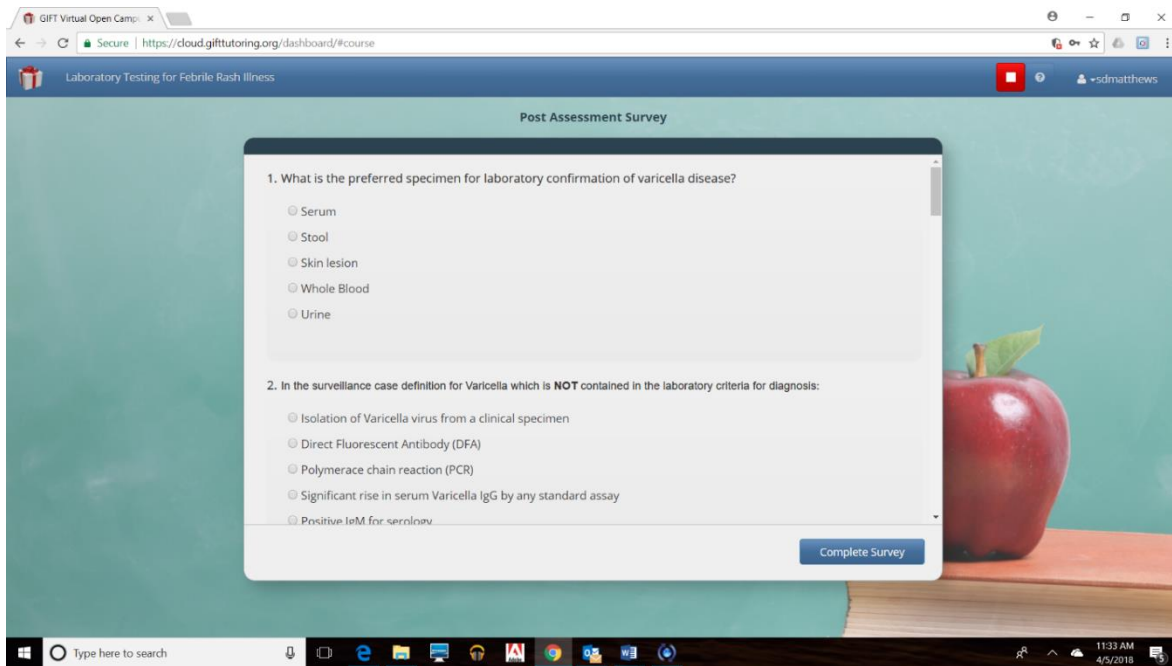 GIFT Virtual Open Camp
Secure | https://cloud.gifttutoring.org/dashboard/#course
Laboratory Testing for Febrile Rash Illness
sdmatthews
Post Assessment Survey
1. What is the preferred specimen for laboratory confirmation of varicella disease?
Serum
Stool
Skin lesion
Whole Blood
Urine
2. In the surveillance case definition for Varicella which is NOT contained in the laboratory criteria for diagnosis:
Isolation of Varicella virus from a clinical specimen
Direct Fluorescent Antibody (DFA)
Polymerace chain reaction (PCR)
Significant rise in serum Varicella IgG by any standard assay
Positive IgM for serology
Complete Survey
Type here to search
11:33 AM
4/5/2018